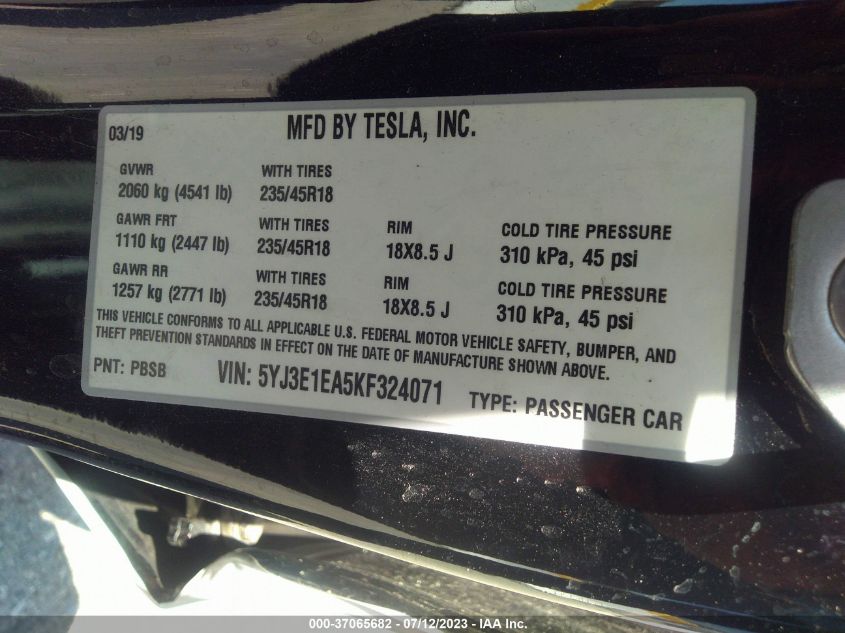 03/19 MFD BY TESLA, INC.
GVWR WITH TIRES
2060 kg (4541 lb) 235/45R18
GAWR FRT WITH TIRES RIM COLD TIRE PRESSURE
1110 kg (2447 lb) 235/45R18 18X8.5 J 310 kPa, 45 psi
GAWR RR WITH TIRES RIM COLD TIRE PRESSURE
1257 kg (2771 lb) 235/45R18 18X8.5 J 310 kPa, 45 psi
THIS VEHICLE CONFORMS TO ALL APPLICABLE U.S. FEDERAL MOTOR VEHICLE SAFETY, BUMPER, AND
THEFT PREVENTION STANDARDS IN EFFECT ON THE DATE OF MANUFACTURE SHOWN ABOVE.
PNT: PBSB VIN: 5YJ3E1EA5KF324071 TYPE: PASSENGER CAR
000-37065682 - 07/12/2023 - IAA Inc.